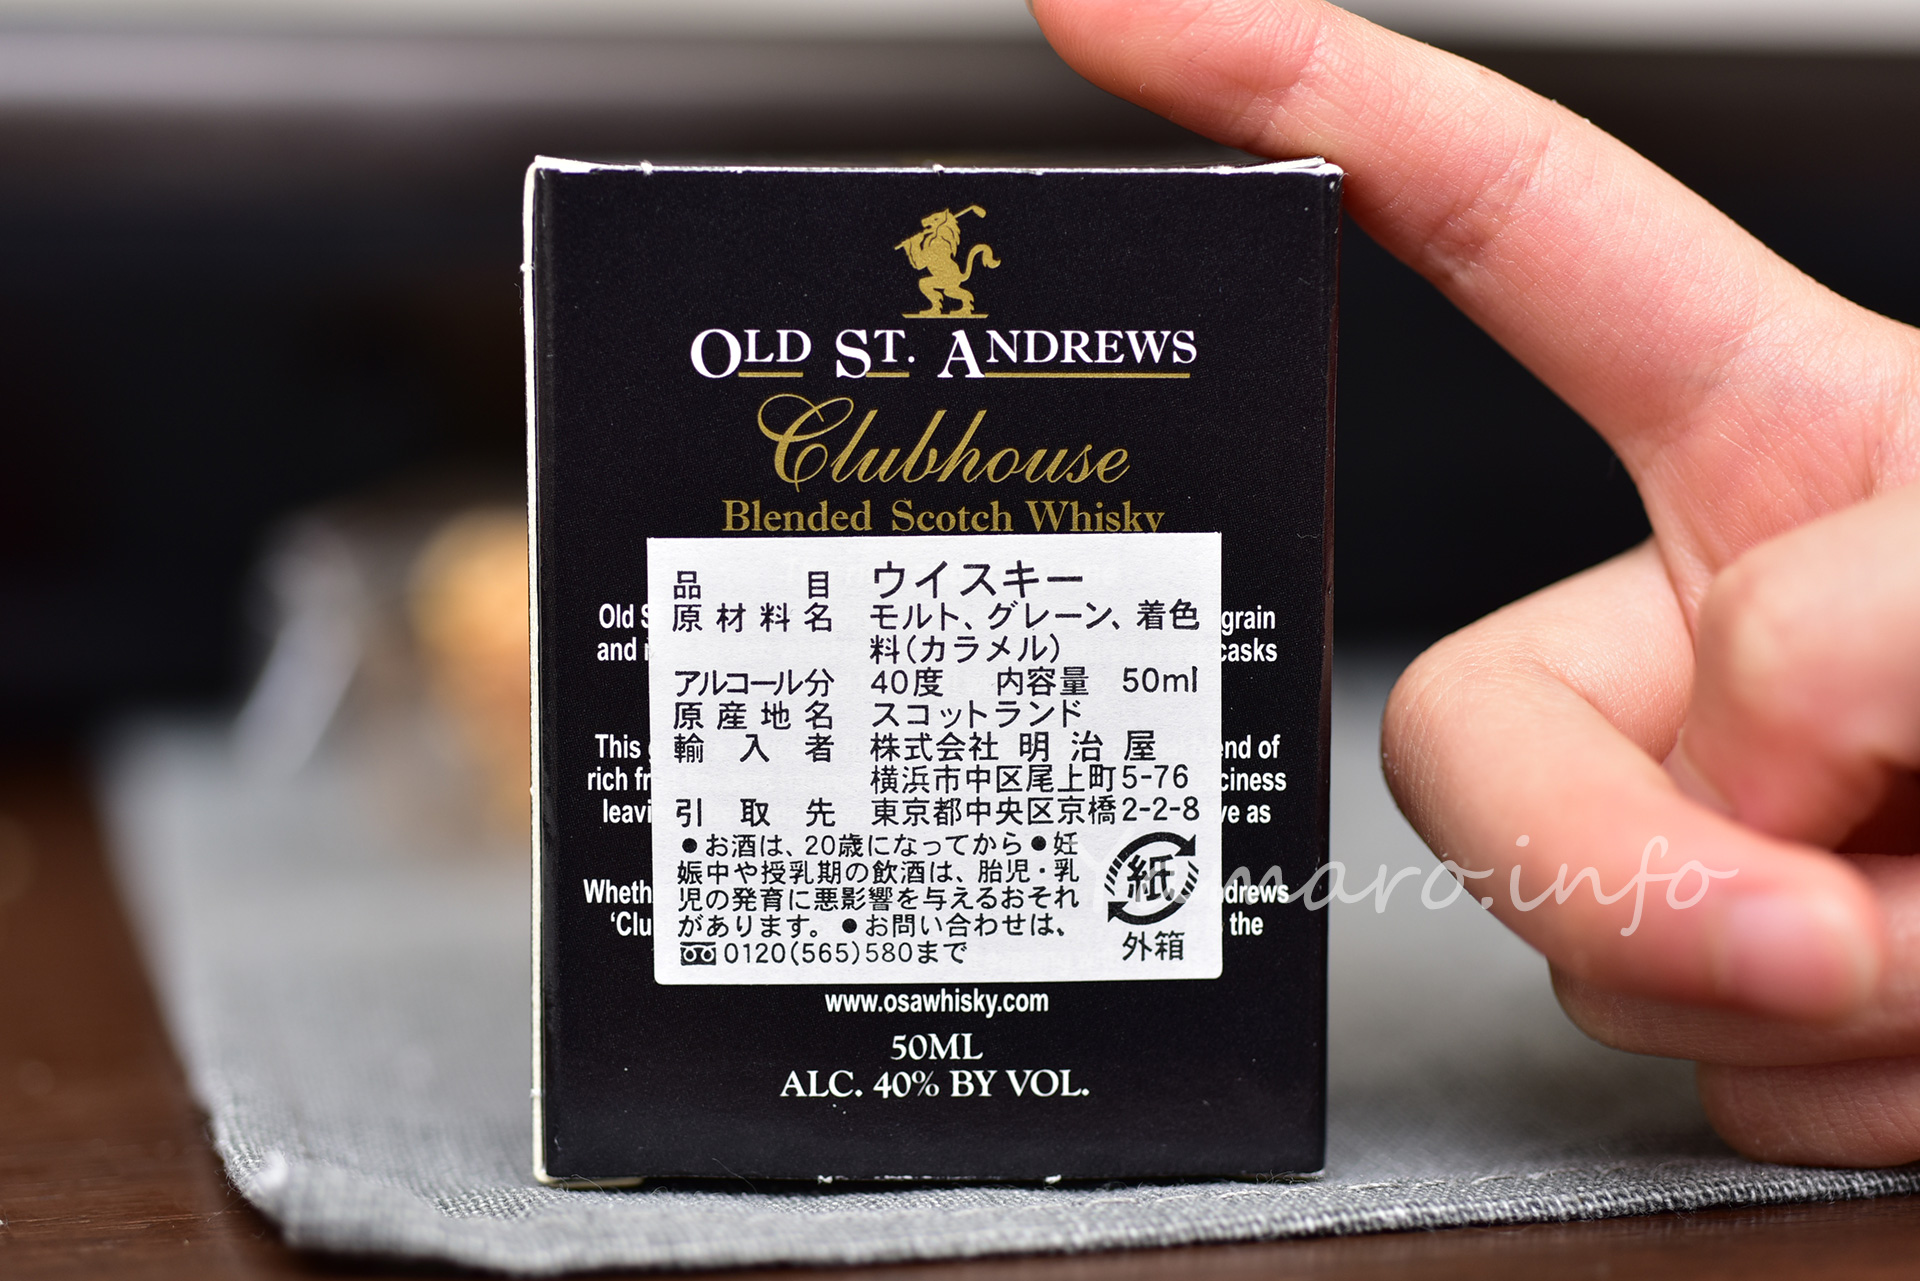 OLD ST. ANDREWS
Clubhouse
Blended Scotch Whisky
品目 ウイスキー
原材料名 モルト、グレーン、着色
料(カラメル)
アルコール分 40度 内容量 50ml
原産地名 スコットランド
輸入者 株式会社 明治屋
横浜市中区尾上町5-76
引取先 東京都中央区京橋2-2-8
●お酒は、20歳になってから●妊
娠中や授乳期の飲酒は、胎児・乳
児の発育に悪影響を与えるおそれ
があります。●お問い合わせは、
0120(565)580まで
紙
外箱
Old
grain
and
casks
This
end of
rich
ve as
Whether
'Clu
the
www.osawhisky.com
50ML
ALC. 40% BY VOL.
Yamaro.info